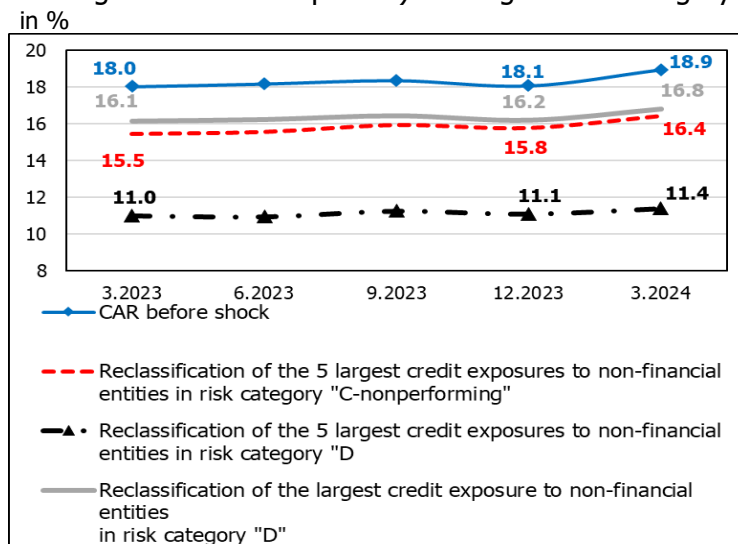 in %
20
18
16
14
12
10
8
18.0
18.1
18.9
16.1
16.2
16.8
15.5
15.8
16.4
11.0
11.1
11.4
3.2023 6.2023 9.2023 12.2023 3.2024
CAR before shock
Reclassification of the 5 largest credit exposures to non-financial
entities in risk category "C-nonperforming"
Reclassification of the 5 largest credit exposures to non-financial
entities in risk category "D
Reclassification of the largest credit exposure to non-financial
entities
in risk category "D"